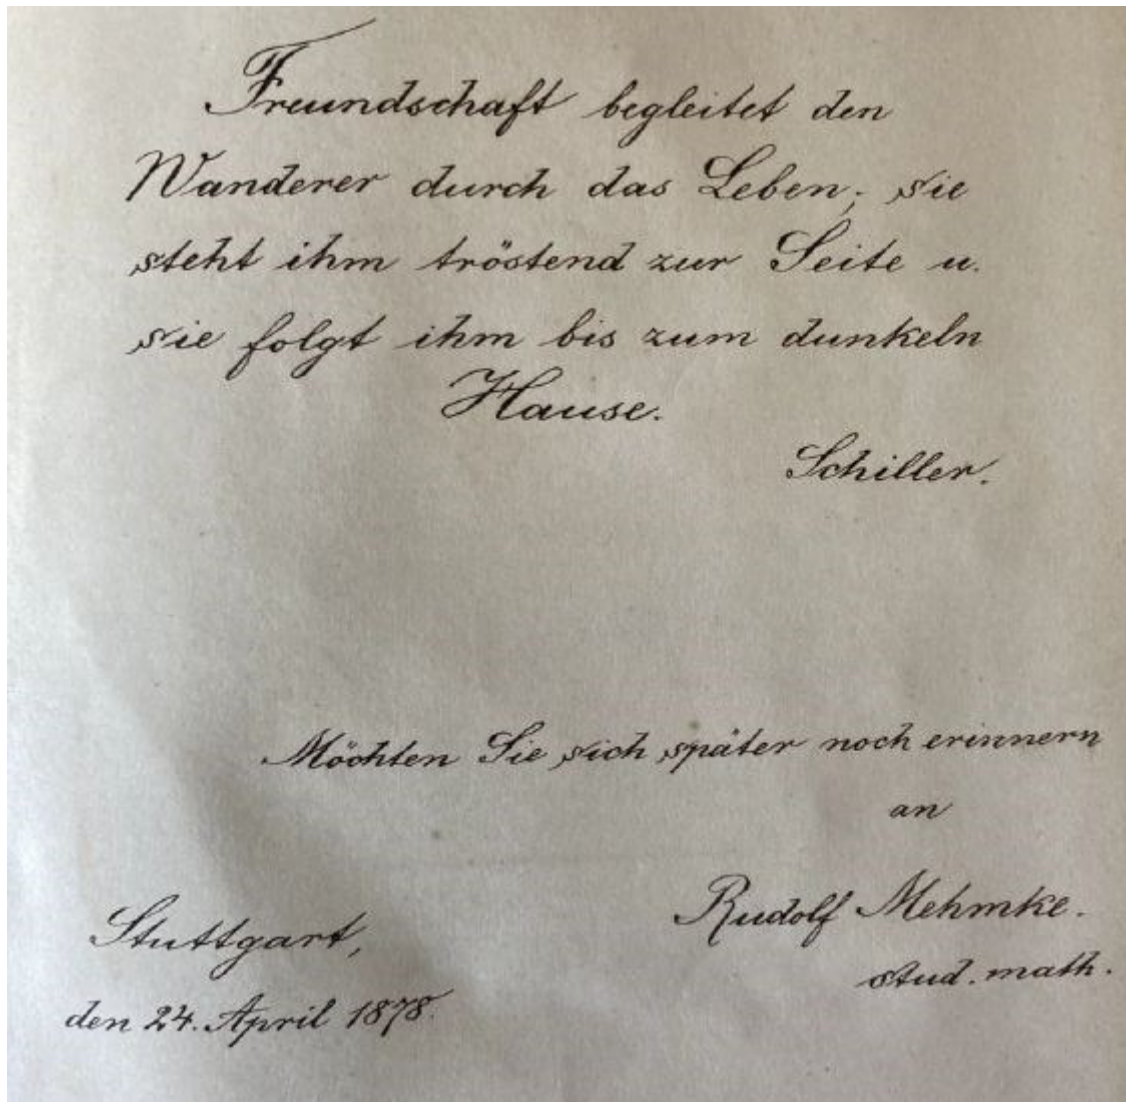 Freundschaft begleitet den
Wanderer durch das Leben; sie
steht ihm tröstend zur Seite u.
sie folgt ihm bis zum dunkeln
Hause.
Schiller.
Möchten Sie sich später noch erinnern
an
Rudolf Mehmke.
stud. math.
Stuttgart,
den 24. April 1878.